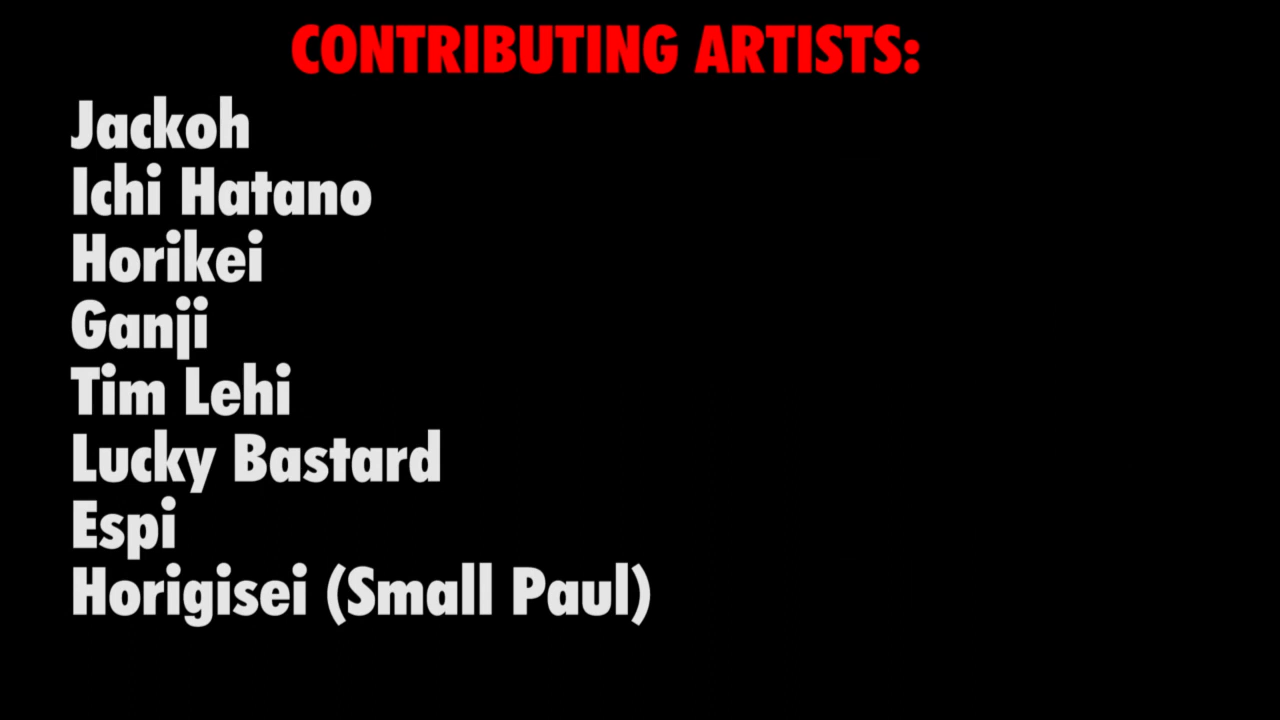 CONTRIBUTING ARTISTS:
Jackoh
Ichi Hatano
Horikei
Ganji
Tim Lehi
Lucky Bastard
Espi
Horigisei (Small Paul)